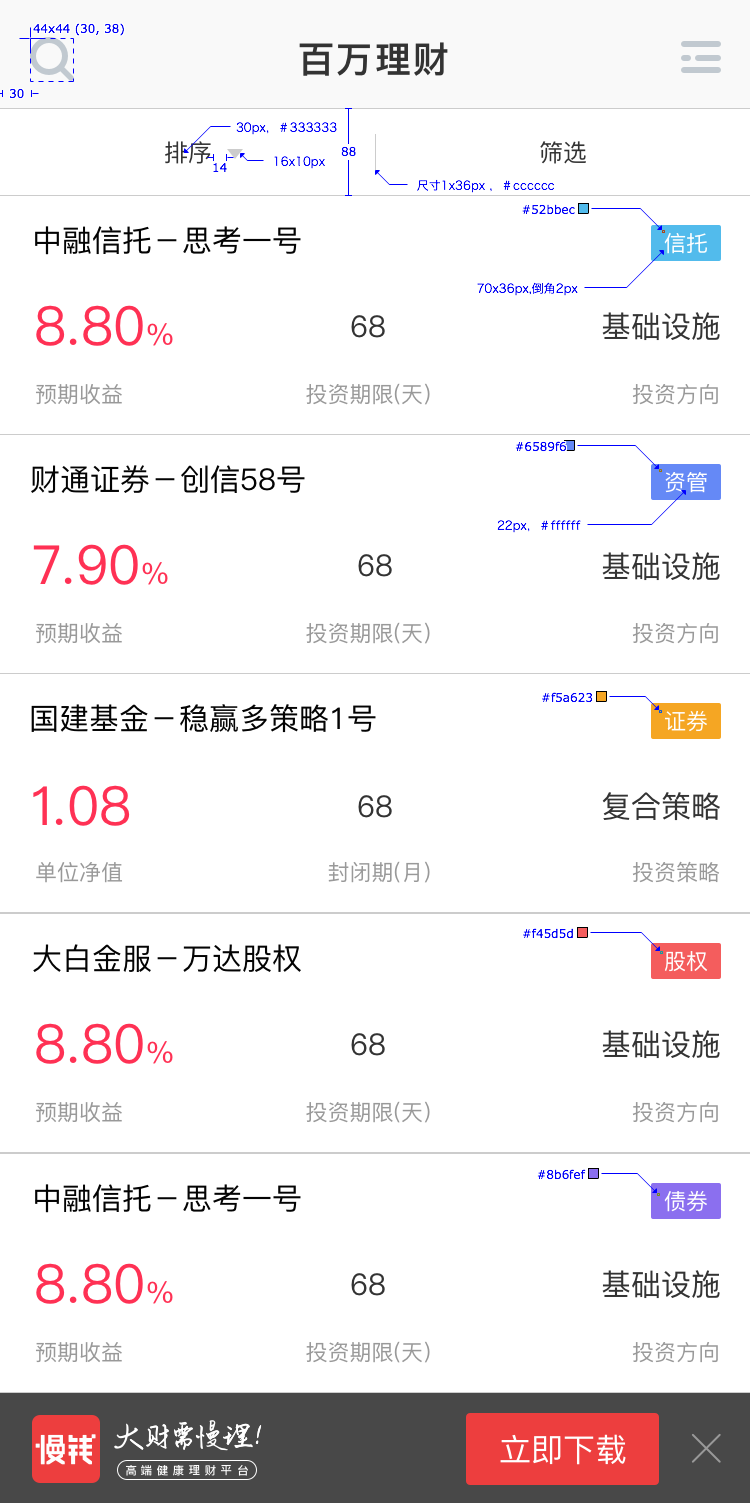 44x44 (30, 38)
百万理财
30
30px, #333333
排序
14
16x10px
88
筛选
尺寸1x36px , #cccccc
#52bbec
中融信托－思考一号
信托
70x36px,倒角2px
8.80% 68 基础设施
预期收益 投资期限(天) 投资方向
#6589f6
财通证券－创信58号
资管
22px, #ffffff
7.90% 68 基础设施
预期收益 投资期限(天) 投资方向
#f5a623
国建基金－稳赢多策略1号
证券
1.08 68 复合策略
单位净值 封闭期(月) 投资策略
#f45d5d
大白金服－万达股权
股权
8.80% 68 基础设施
预期收益 投资期限(天) 投资方向
#8b6fef
中融信托－思考一号
债券
8.80% 68 基础设施
预期收益 投资期限(天) 投资方向
慢钱
大财需慢理!
高端健康理财平台
立即下载